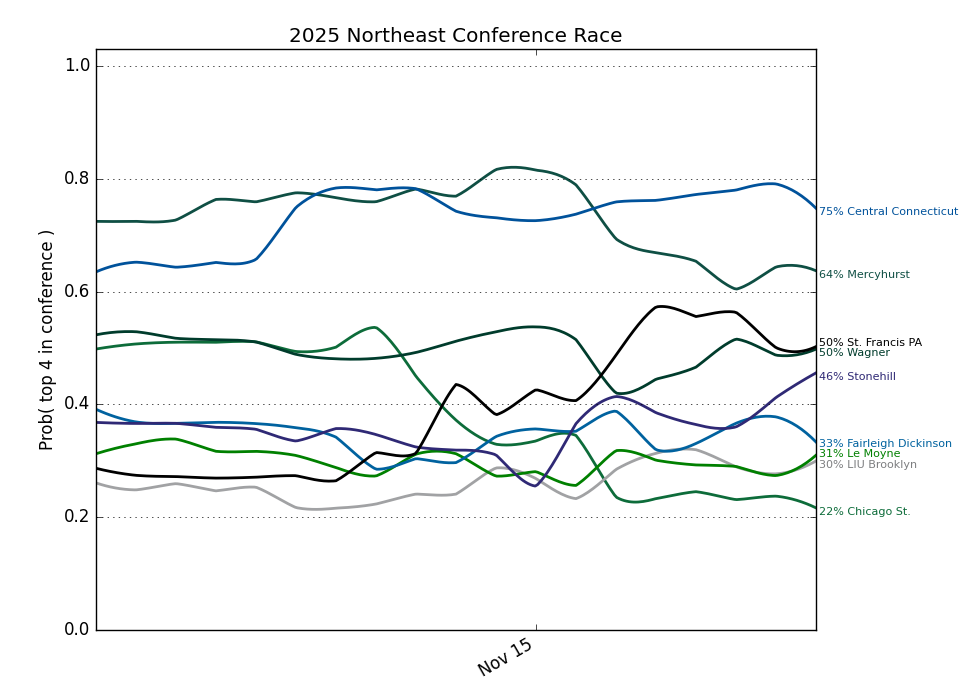 2025 Northeast Conference Race
Prob( top 4 in conference )
1.0
0.8
0.6
0.4
0.2
0.0
Nov 15
75% Central Connecticut
64% Mercyhurst
50% St. Francis PA
50% Wagner
46% Stonehill
33% Fairleigh Dickinson
31% Le Moyne
30% LIU Brooklyn
22% Chicago St.